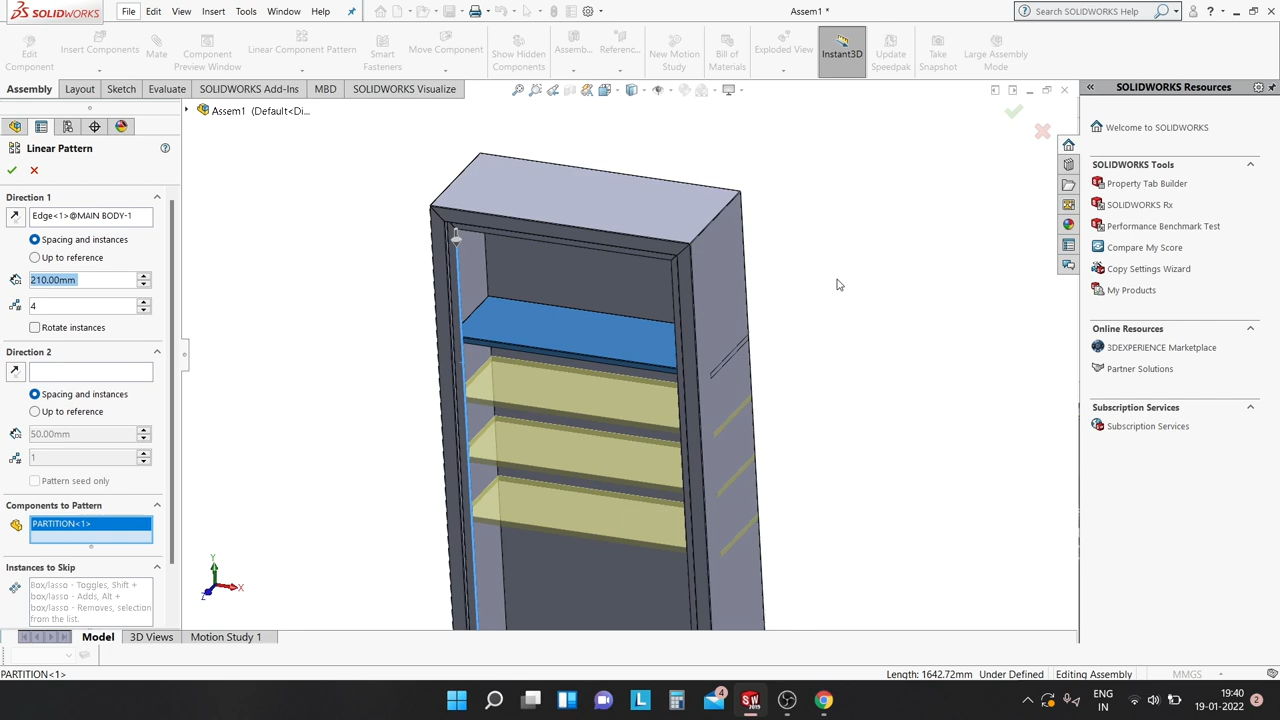 SOLIDWORKS File Edit View Insert Tools Window Help Assem1 * Search SOLIDWORKS Help
Edit Component
Insert Components
Mate
Component Preview Window
Linear Component Pattern
Smart Fasteners
Move Component
Show Hidden Components
Assemb...
Referenc...
New Motion Study
Bill of Materials
Exploded View
Instant3D
Update Speedpak
Take Snapshot
Large Assembly Mode
Assembly Layout Sketch Evaluate SOLIDWORKS Add-Ins MBD SOLIDWORKS Visualize
Assem1 (Default<Di...
Linear Pattern
Direction 1
Edge<1>@MAIN BODY-1
Spacing and instances
Up to reference
210.00mm
4
Rotate instances
Direction 2
Spacing and instances
Up to reference
50.00mm
1
Pattern seed only
Components to Pattern
PARTITION<1>
Instances to Skip
Box/lasso - Toggles, Shift +
box/lasso - Adds, Alt +
box/lasso - Removes, selection
from the list.
Y
X
Z
SOLIDWORKS Resources
Welcome to SOLIDWORKS
SOLIDWORKS Tools
Property Tab Builder
SOLIDWORKS Rx
Performance Benchmark Test
Compare My Score
Copy Settings Wizard
My Products
Online Resources
3DEXPERIENCE Marketplace
Partner Solutions
Subscription Services
Subscription Services
Model 3D Views Motion Study 1
PARTITION<1> Length: 1642.72mm Under Defined Editing Assembly MMGS
L
4
SW
2019
ENG
IN
19:40
19-01-2022
2